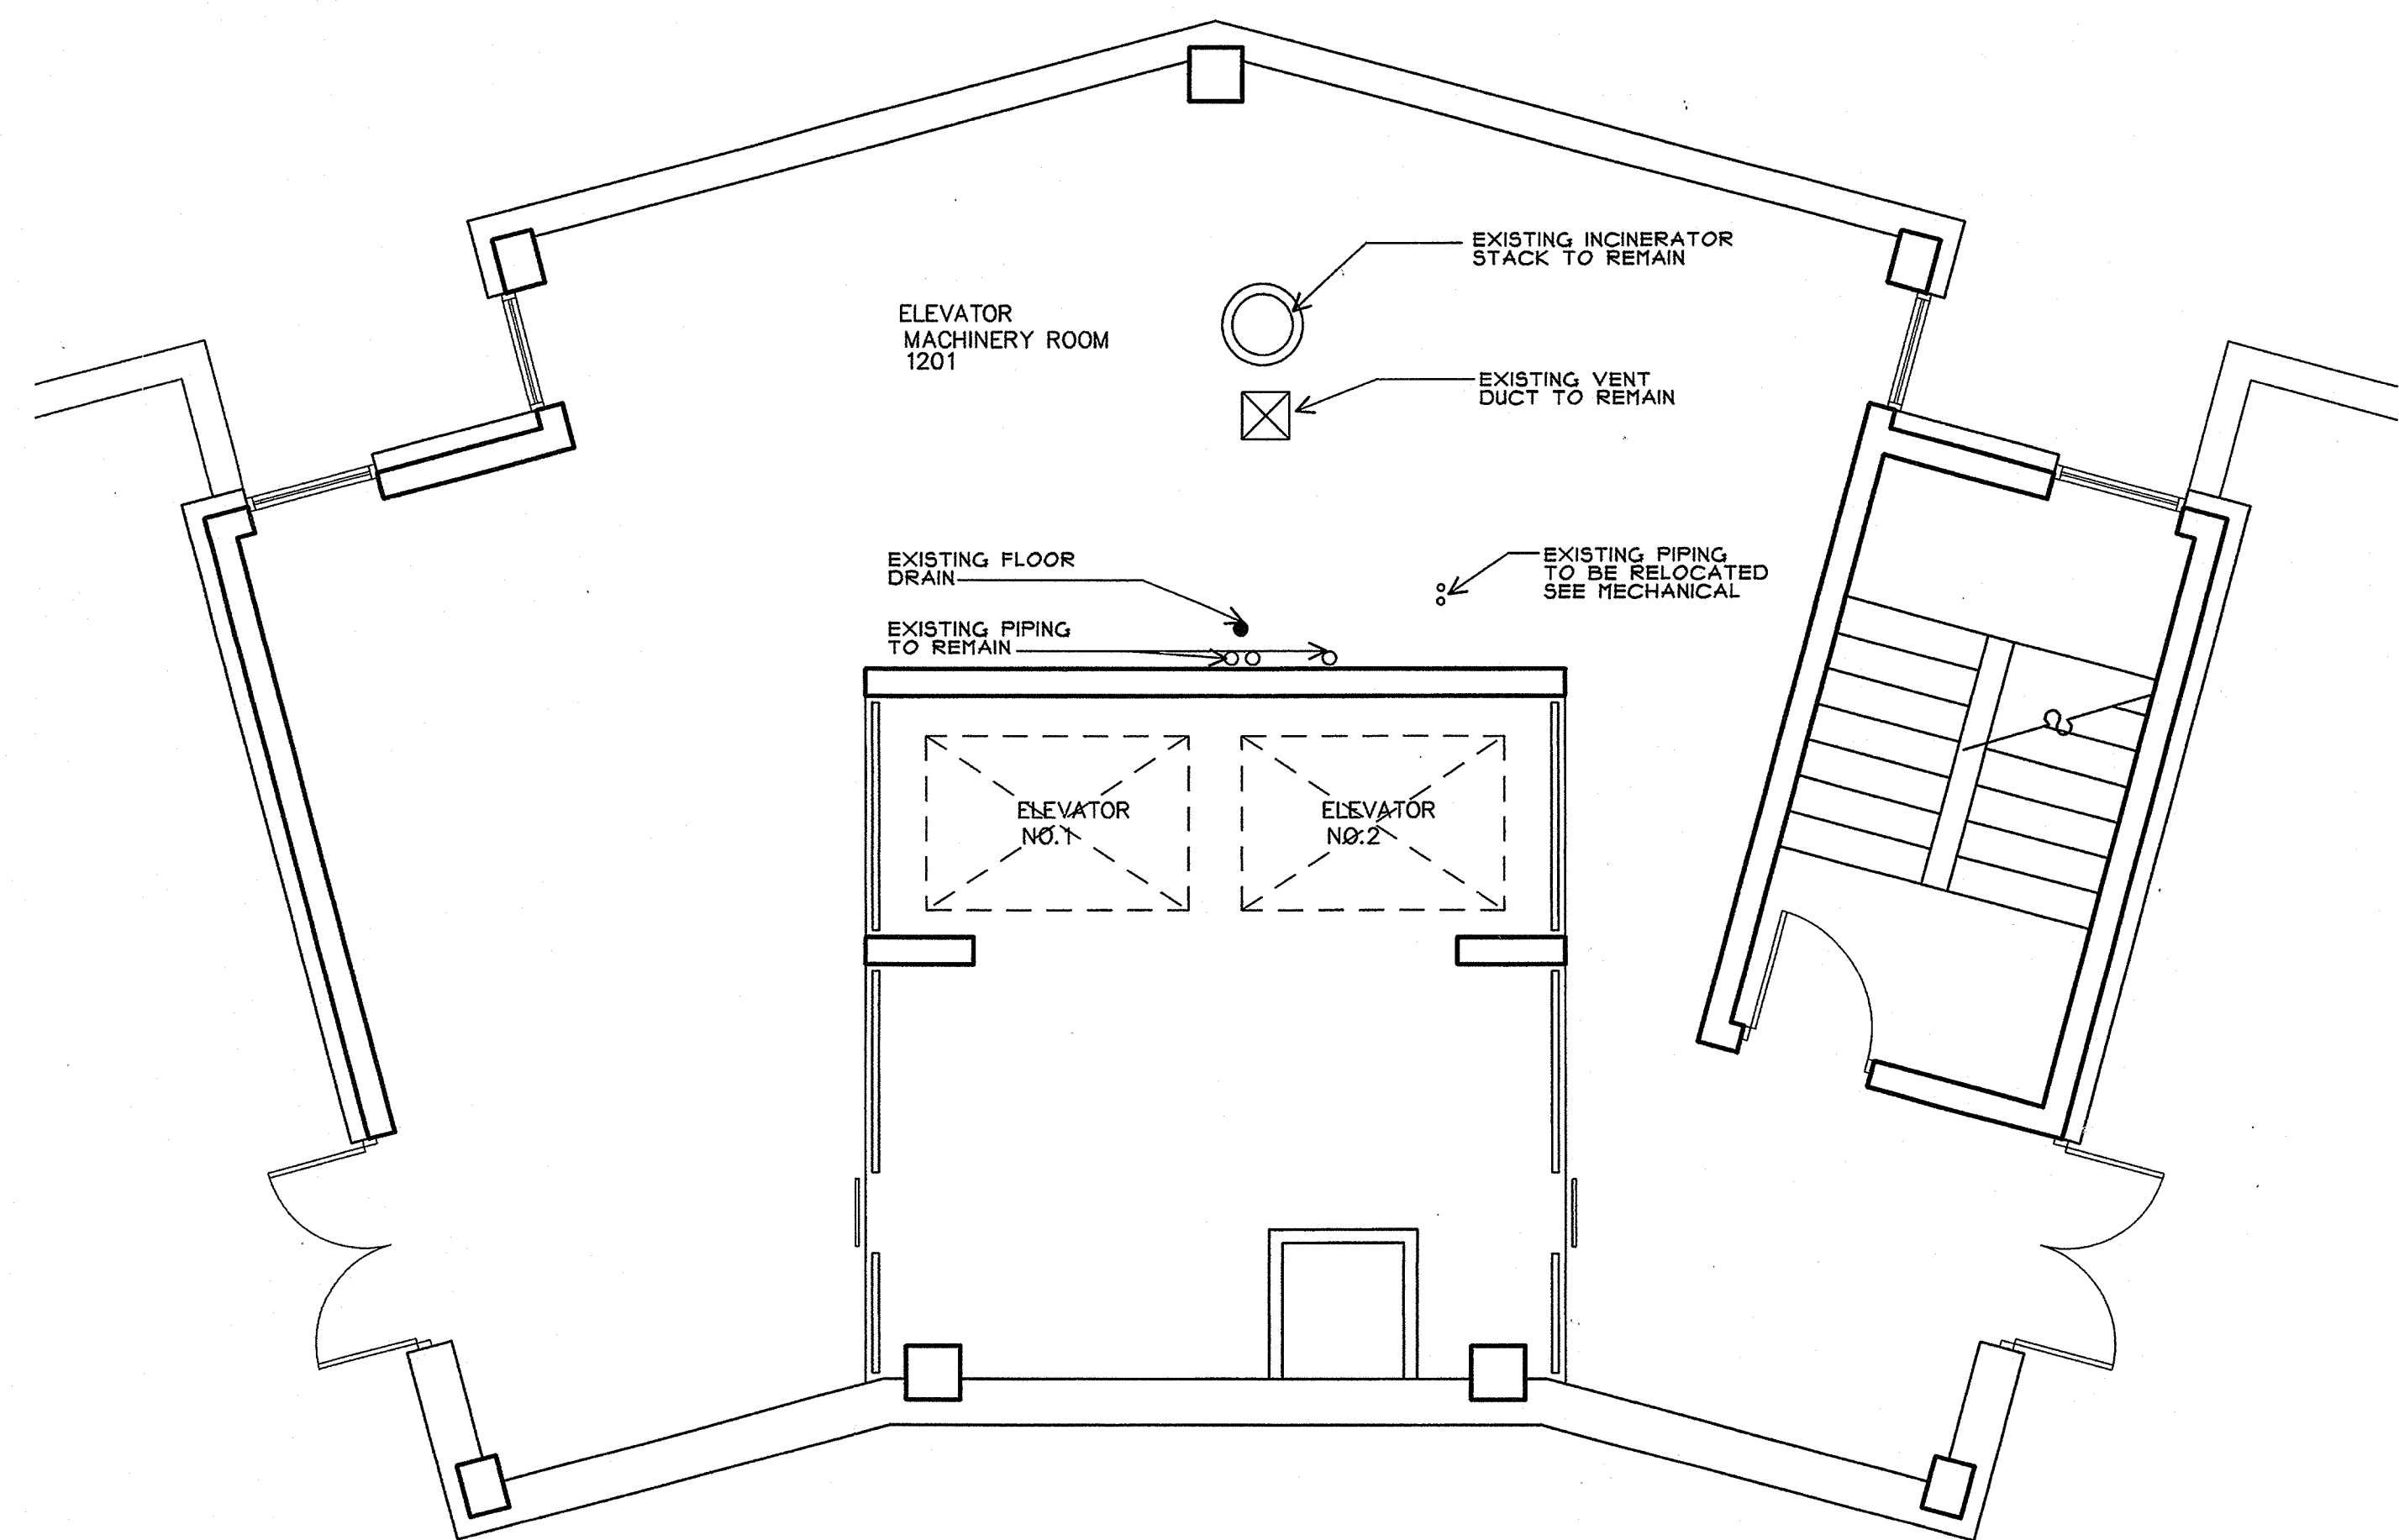 EXISTING INCINERATOR
STACK TO REMAIN
ELEVATOR
MACHINERY ROOM
1201
EXISTING VENT
DUCT TO REMAIN
EXISTING FLOOR
DRAIN
EXISTING PIPING
TO BE RELOCATED
SEE MECHANICAL
EXISTING PIPING
TO REMAIN
ELEVATOR
NO.1
ELEVATOR
NO.2